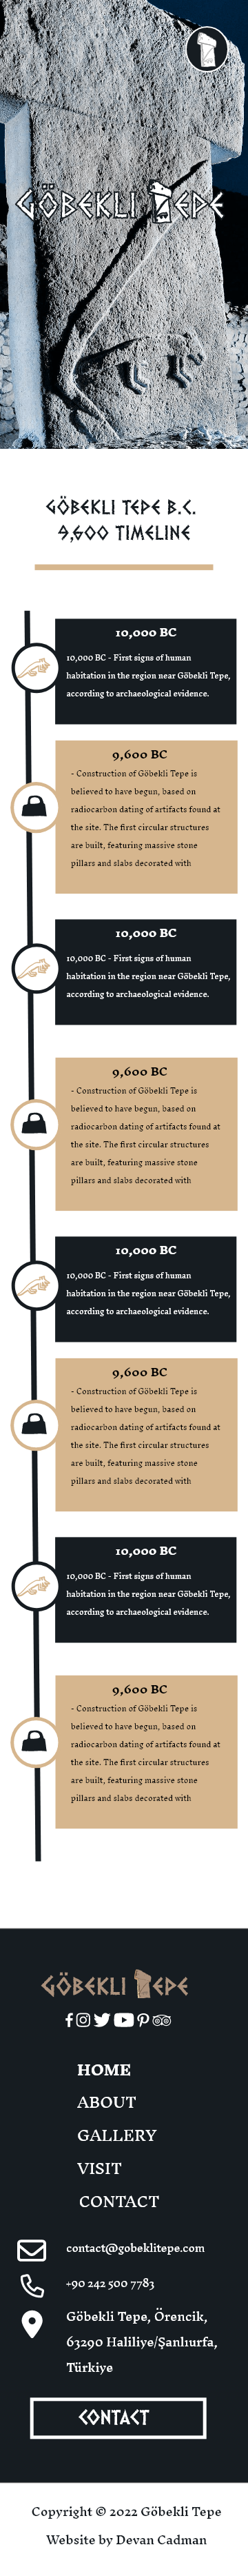 GÖBEKLI TEPE
GÖBEKLI TEPE B.C.
9,600 TIMELINE
10,000 BC
10,000 BC - First signs of human
habitation in the region near Göbekli Tepe,
according to archaeological evidence.
9,600 BC
- Construction of Göbekli Tepe is
believed to have begun, based on
radiocarbon dating of artifacts found at
the site. The first circular structures
are built, featuring massive stone
pillars and slabs decorated with
10,000 BC
10,000 BC - First signs of human
habitation in the region near Göbekli Tepe,
according to archaeological evidence.
9,600 BC
- Construction of Göbekli Tepe is
believed to have begun, based on
radiocarbon dating of artifacts found at
the site. The first circular structures
are built, featuring massive stone
pillars and slabs decorated with
10,000 BC
10,000 BC - First signs of human
habitation in the region near Göbekli Tepe,
according to archaeological evidence.
9,600 BC
- Construction of Göbekli Tepe is
believed to have begun, based on
radiocarbon dating of artifacts found at
the site. The first circular structures
are built, featuring massive stone
pillars and slabs decorated with
10,000 BC
10,000 BC - First signs of human
habitation in the region near Göbekli Tepe,
according to archaeological evidence.
9,600 BC
- Construction of Göbekli Tepe is
believed to have begun, based on
radiocarbon dating of artifacts found at
the site. The first circular structures
are built, featuring massive stone
pillars and slabs decorated with
GÖBEKLI TEPE
HOME
ABOUT
GALLERY
VISIT
CONTACT
contact@gobeklitepe.com
+90 242 500 7783
Göbekli Tepe, Örencik,
63290 Haliliye/Şanlıurfa,
Türkiye
CONTACT
Copyright © 2022 Göbekli Tepe
Website by Devan Cadman